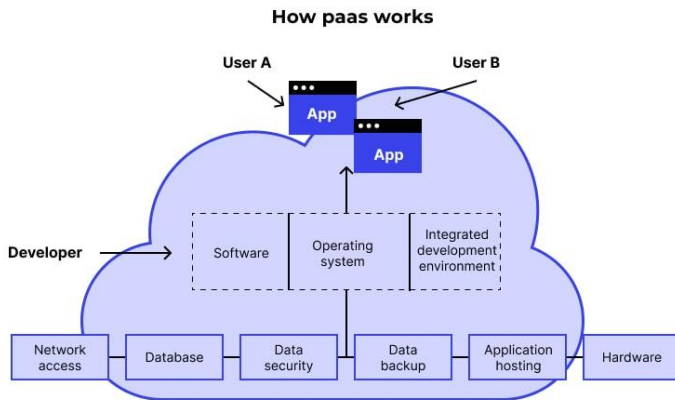 How paas works
User A
User B
App
App
Developer
Software
Operating
system
Integrated
development
environment
Network
access
Database
Data
security
Data
backup
Application
hosting
Hardware